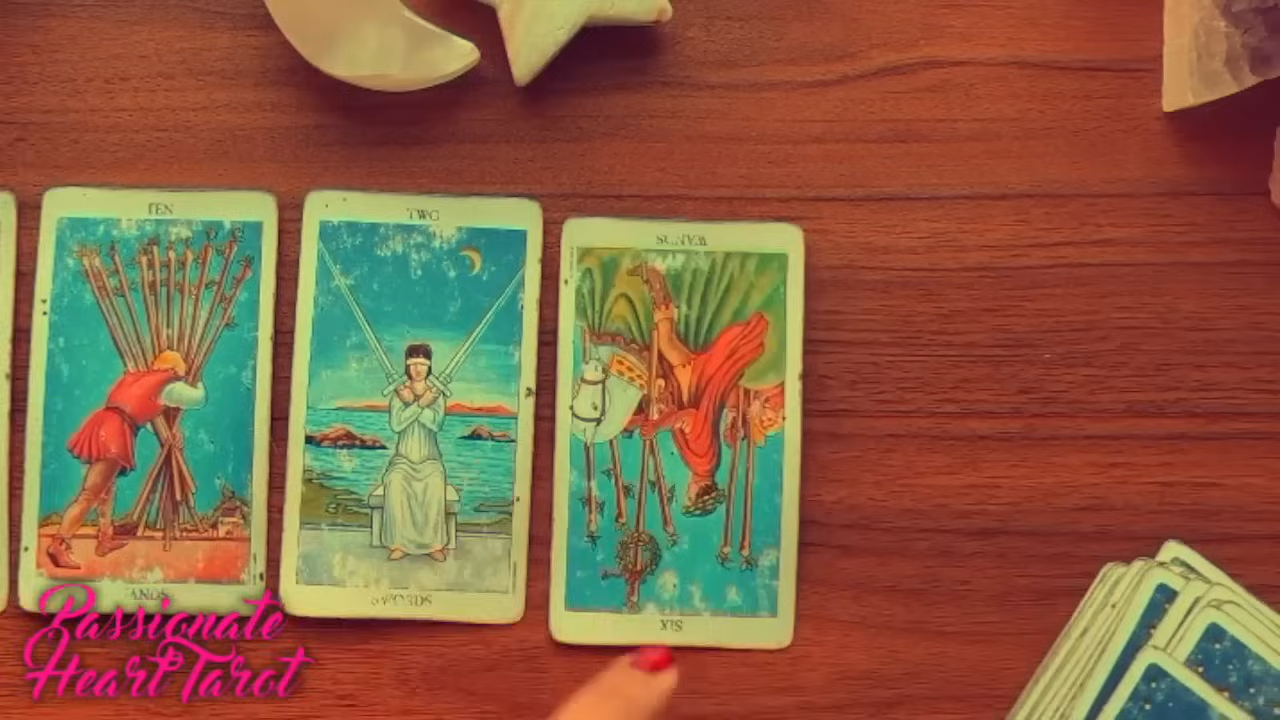 TEN
TWO
WANDS
WANDS
SWORDS
SIX
Passionate
Heart Tarot